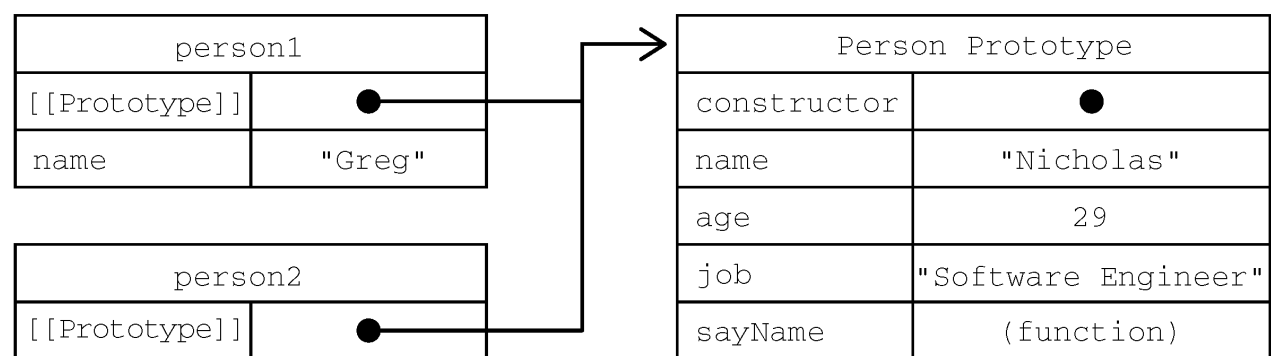 person1
[[Prototype]]
name "Greg"
person2
[[Prototype]]
Person Prototype
constructor
name "Nicholas"
age 29
job "Software Engineer"
sayName (function)